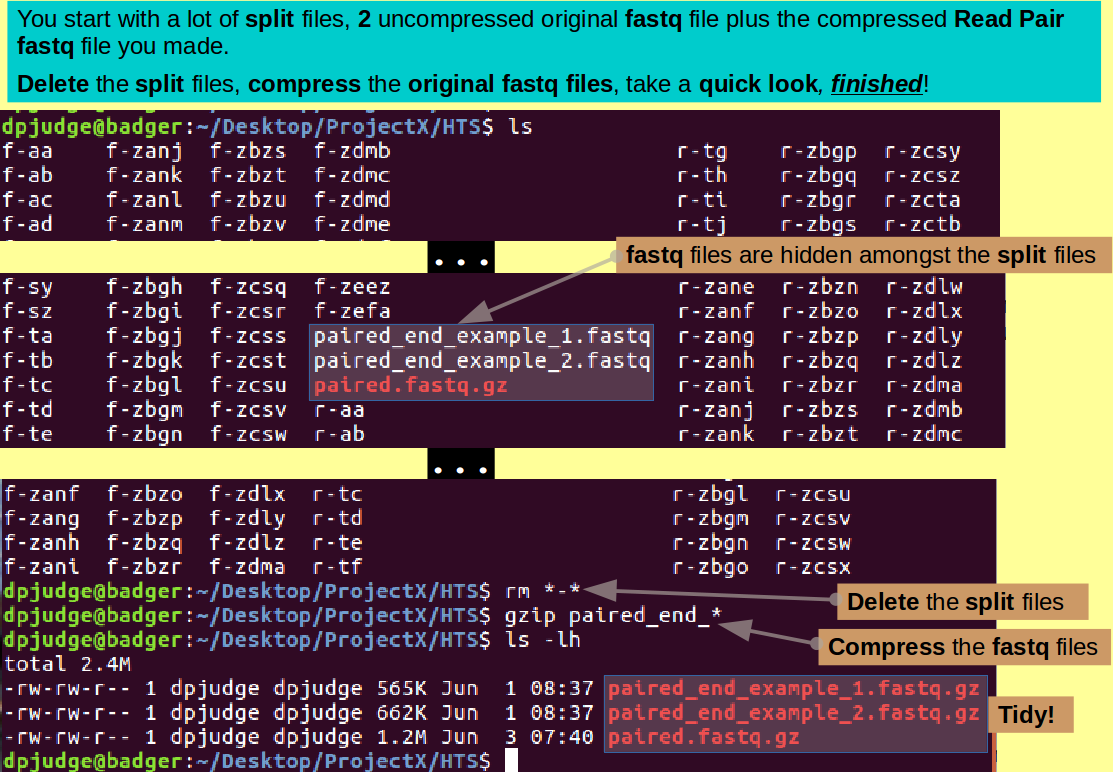 You start with a lot of split files, 2 uncompressed original fastq file plus the compressed Read Pair
fastq file you made.
Delete the split files, compress the original fastq files, take a quick look, finished!
dpjudge@badger:~/Desktop/ProjectX/HTS$ ls
f-aa f-zanj f-zbzs f-zdmb r-tg r-zbgp r-zcsy
f-ab f-zank f-zbzt f-zdmc r-th r-zbgq r-zcsz
f-ac f-zanl f-zbzu f-zdmd r-ti r-zbgr r-zcta
f-ad f-zanm f-zbzv f-zdme r-tj r-zbgs r-zctb
...
fastq files are hidden amongst the split files
f-sy f-zbgh f-zcsq f-zeez r-zane r-zbzn r-zdlw
f-sz f-zbgi f-zcsr f-zefa r-zanf r-zbzo r-zdlx
f-ta f-zbgj f-zcss paired_end_example_1.fastq r-zang r-zbzp r-zdly
f-tb f-zbgk f-zcst paired_end_example_2.fastq r-zanh r-zbzq r-zdlz
f-tc f-zbgl f-zcsu paired.fastq.gz r-zani r-zbzr r-zdma
f-td f-zbgm f-zcsv r-aa r-zanj r-zbzs r-zdmb
f-te f-zbgn f-zcsw r-ab r-zank r-zbzt r-zdmc
...
f-zanf f-zbzo f-zdlx r-tc r-zbgl r-zcsu
f-zang f-zbzp f-zdly r-td r-zbgm r-zcsv
f-zanh f-zbzq f-zdlz r-te r-zbgn r-zcsw
f-zani f-zbzr f-zdma r-tf r-zbgo r-zcsx
dpjudge@badger:~/Desktop/ProjectX/HTS$ rm *-*
Delete the split files
dpjudge@badger:~/Desktop/ProjectX/HTS$ gzip paired_end_*
Compress the fastq files
dpjudge@badger:~/Desktop/ProjectX/HTS$ ls -lh
total 2.4M
-rw-rw-r-- 1 dpjudge dpjudge 565K Jun 1 08:37 paired_end_example_1.fastq.gz
-rw-rw-r-- 1 dpjudge dpjudge 662K Jun 1 08:37 paired_end_example_2.fastq.gz
Tidy!
-rw-rw-r-- 1 dpjudge dpjudge 1.2M Jun 3 07:40 paired.fastq.gz
dpjudge@badger:~/Desktop/ProjectX/HTS$